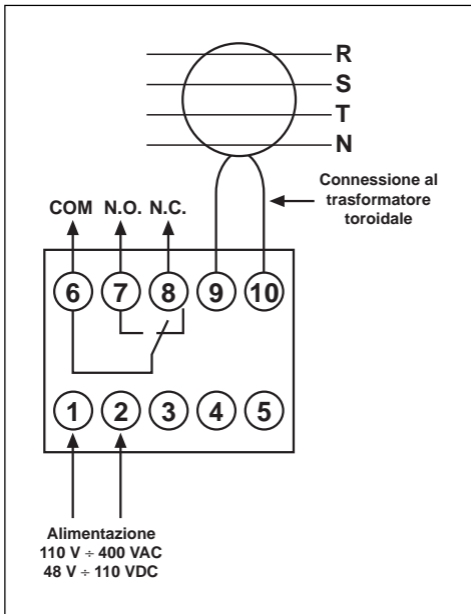 R
S
T
N
Connessione al
trasformatore
toroidale
COM N.O. N.C.
6 7 8 9 10
1 2 3 4 5
Alimentazione
110 V ÷ 400 VAC
48 V ÷ 110 VDC